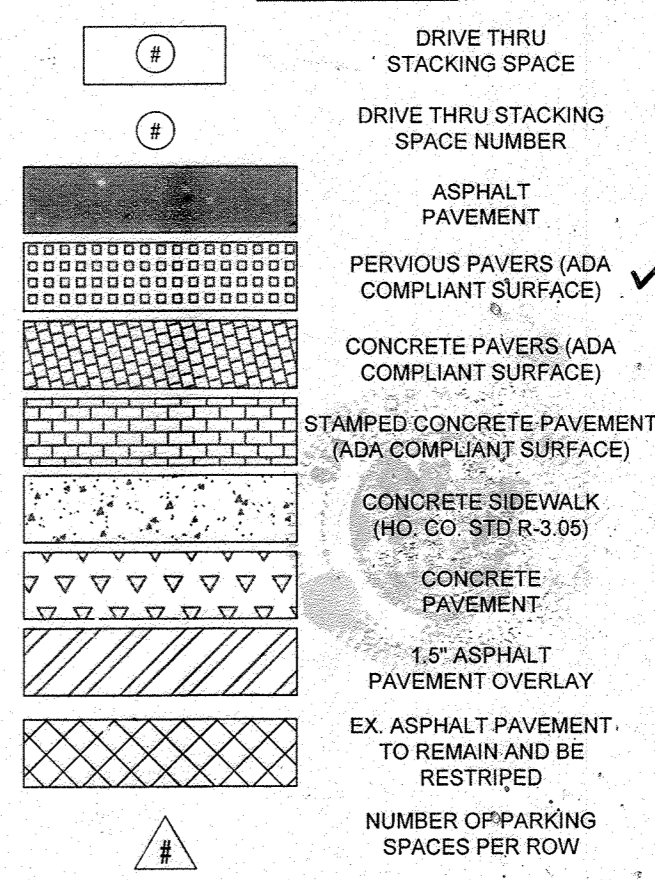 #
DRIVE THRU
STACKING SPACE
#
DRIVE THRU STACKING
SPACE NUMBER
ASPHALT
PAVEMENT
PERVIOUS PAVERS (ADA
COMPLIANT SURFACE)
CONCRETE PAVERS (ADA
COMPLIANT SURFACE)
STAMPED CONCRETE PAVEMENT
(ADA COMPLIANT SURFACE)
CONCRETE SIDEWALK
(HO. CO. STD R-3.05)
CONCRETE
PAVEMENT
1.5" ASPHALT
PAVEMENT OVERLAY
EX. ASPHALT PAVEMENT
TO REMAIN AND BE
RESTRIPED
#
NUMBER OF PARKING
SPACES PER ROW